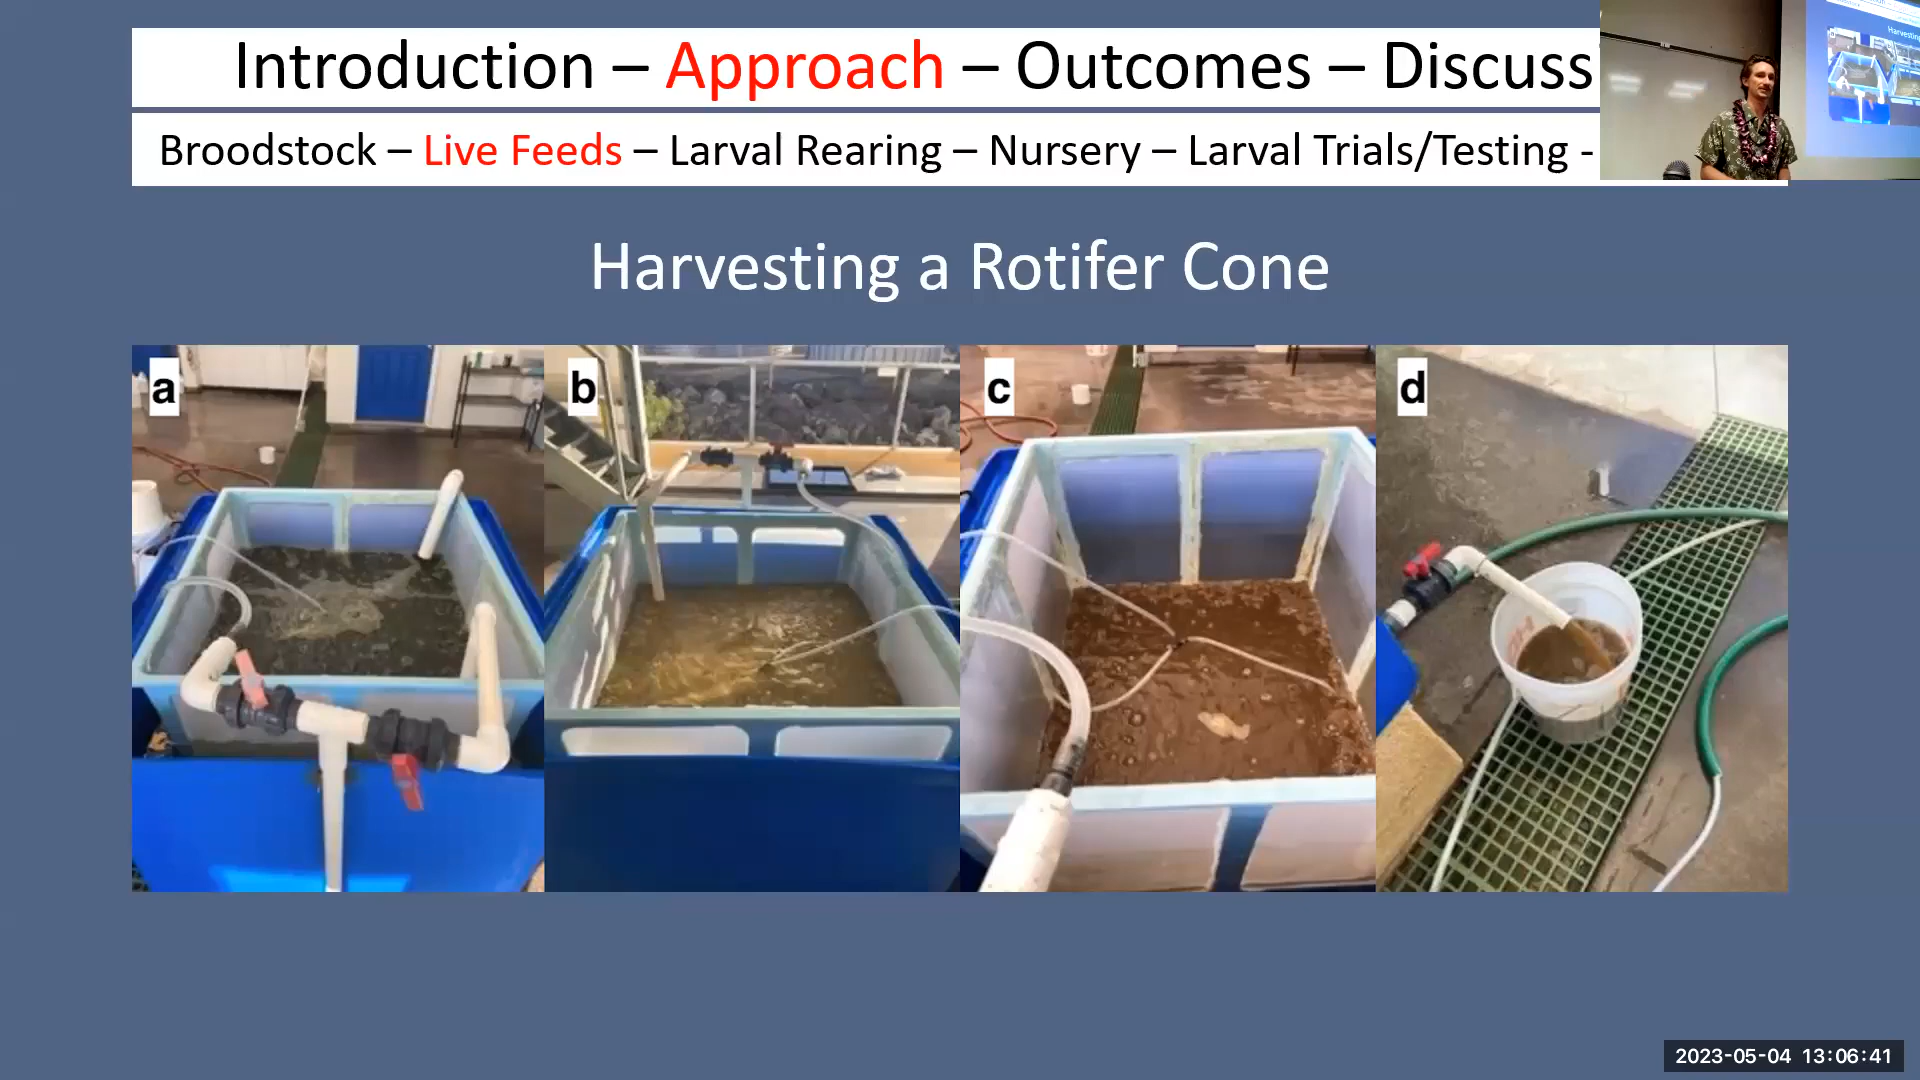 Introduction – Approach – Outcomes – Discuss
Broodstock – Live Feeds – Larval Rearing – Nursery – Larval Trials/Testing -
Harvesting a Rotifer Cone
a
b
c
d
Harvesting
2023-05-04 13:06:41